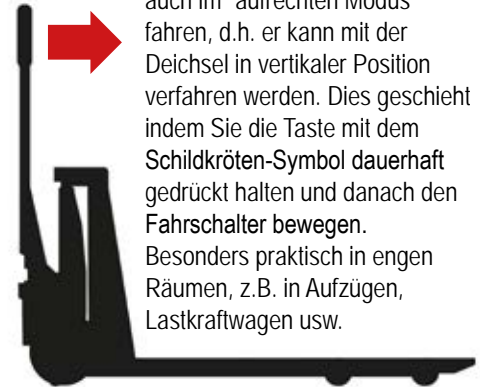 auch im "aufrechten Modus"
fahren, d.h. er kann mit der
Deichsel in vertikaler Position
verfahren werden. Dies geschieht
indem Sie die Taste mit dem
Schildkröten-Symbol dauerhaft
gedrückt halten und danach den
Fahrschalter bewegen.
Besonders praktisch in engen
Räumen, z.B. in Aufzügen,
Lastkraftwagen usw.